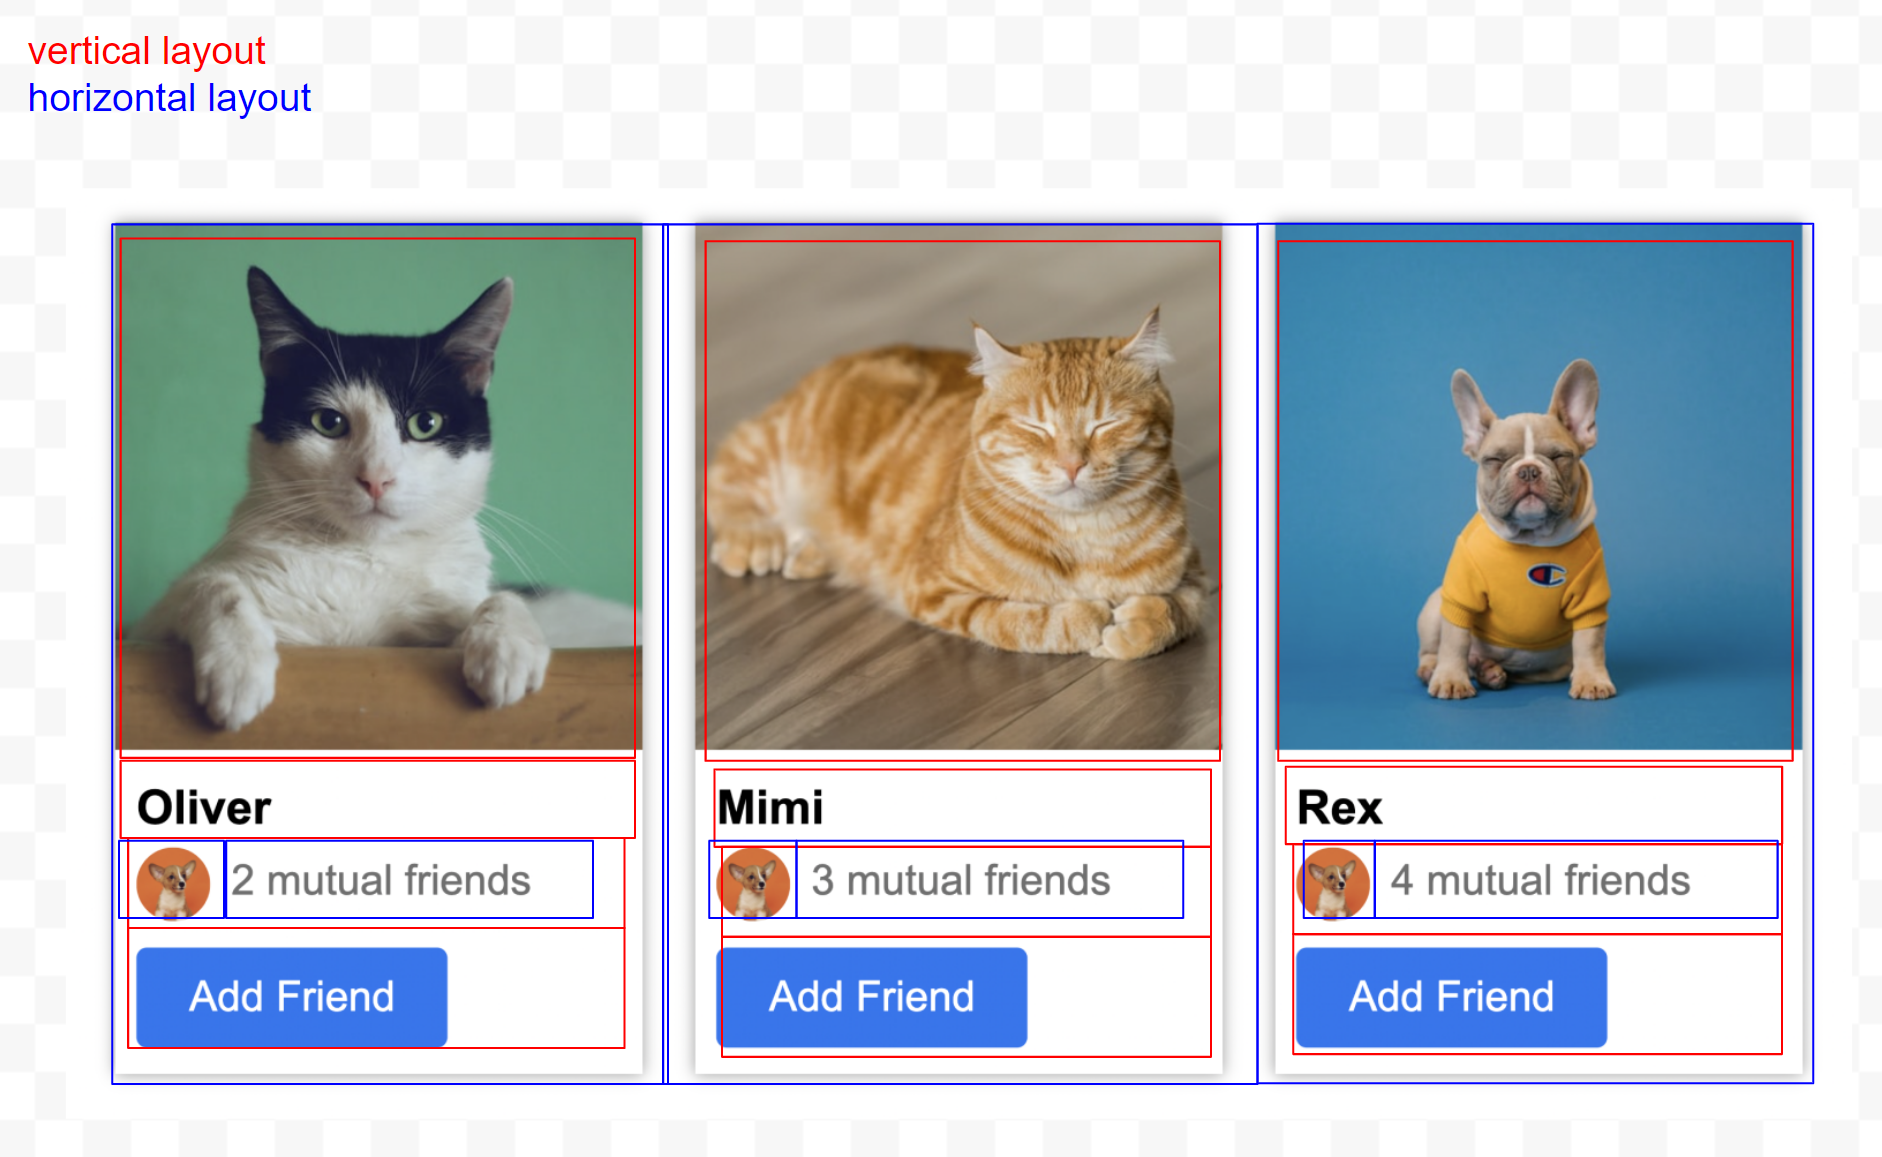 vertical layout
horizontal layout
Oliver
2 mutual friends
Add Friend
Mimi
3 mutual friends
Add Friend
Rex
4 mutual friends
Add Friend